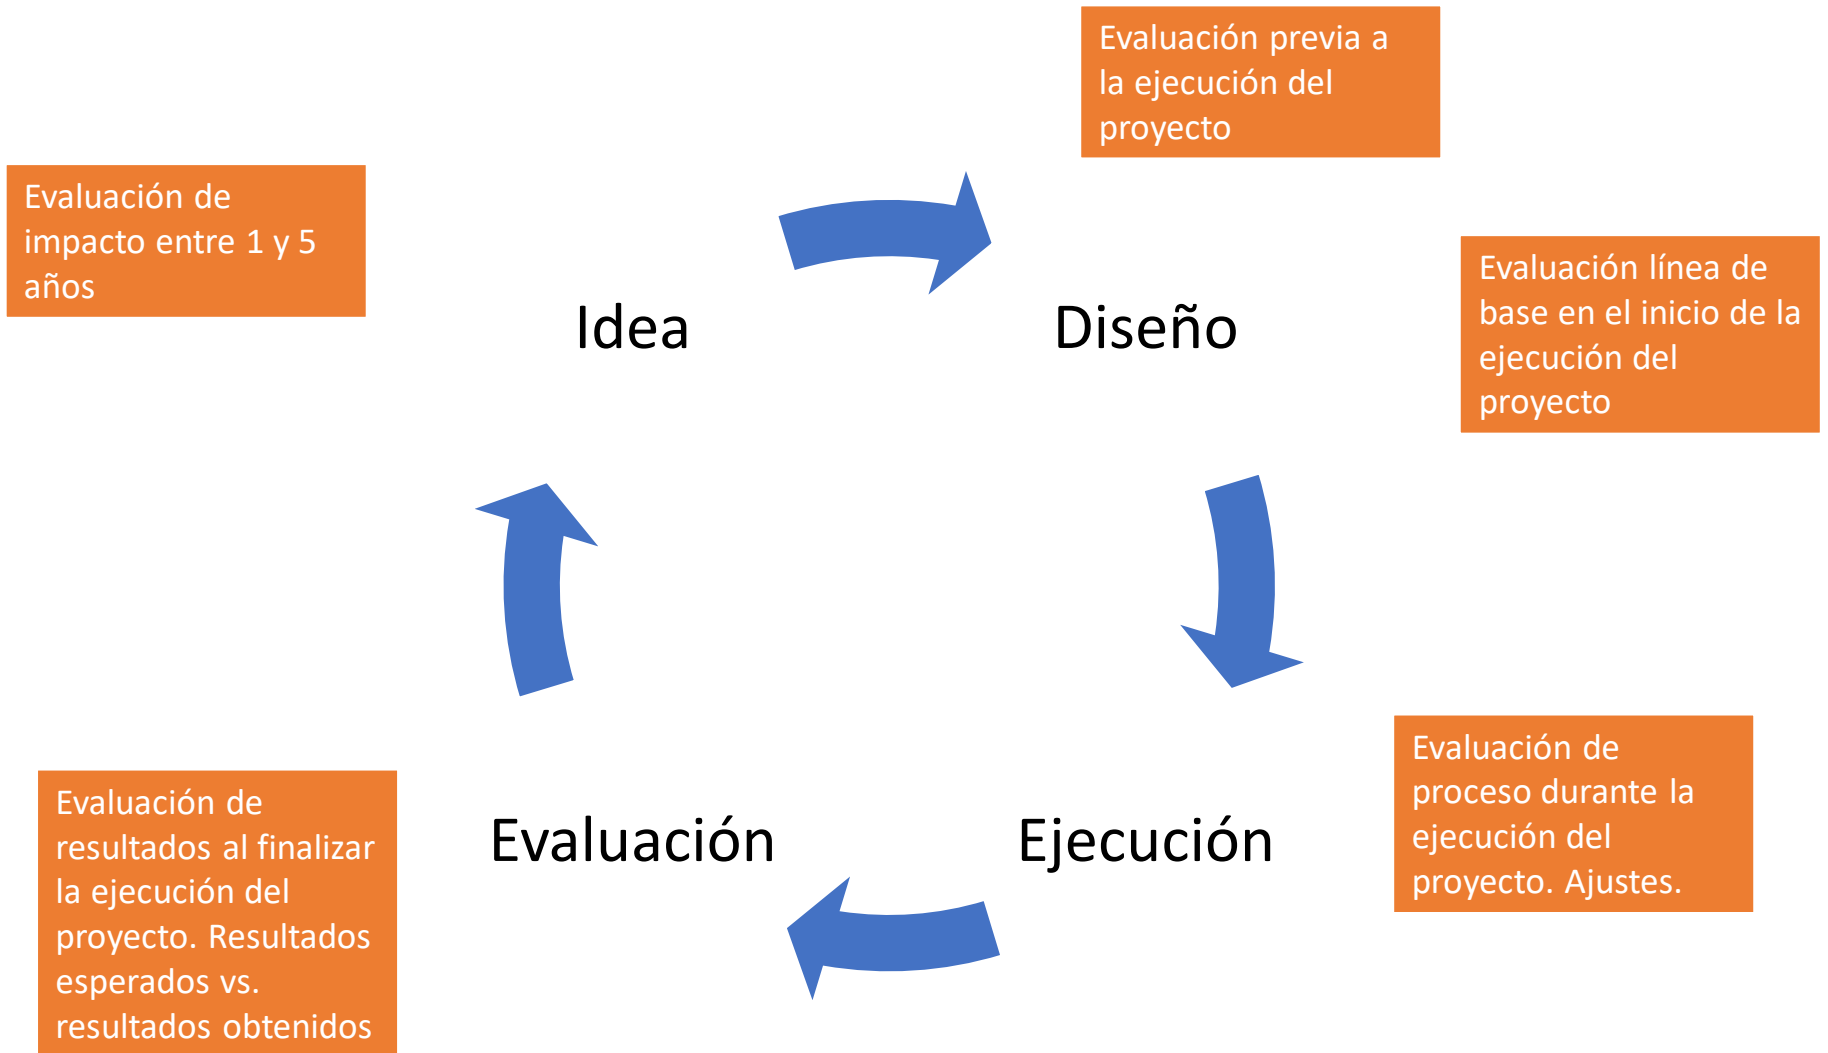 Evaluación previa a
la ejecución del
proyecto
Evaluación de
impacto entre 1 y 5
años
Evaluación línea de
base en el inicio de la
ejecución del
proyecto
Idea
Diseño
Evaluación de
proceso durante la
ejecución del
proyecto. Ajustes.
Evaluación de
resultados al finalizar
la ejecución del
proyecto. Resultados
esperados vs.
resultados obtenidos
Evaluación
Ejecución